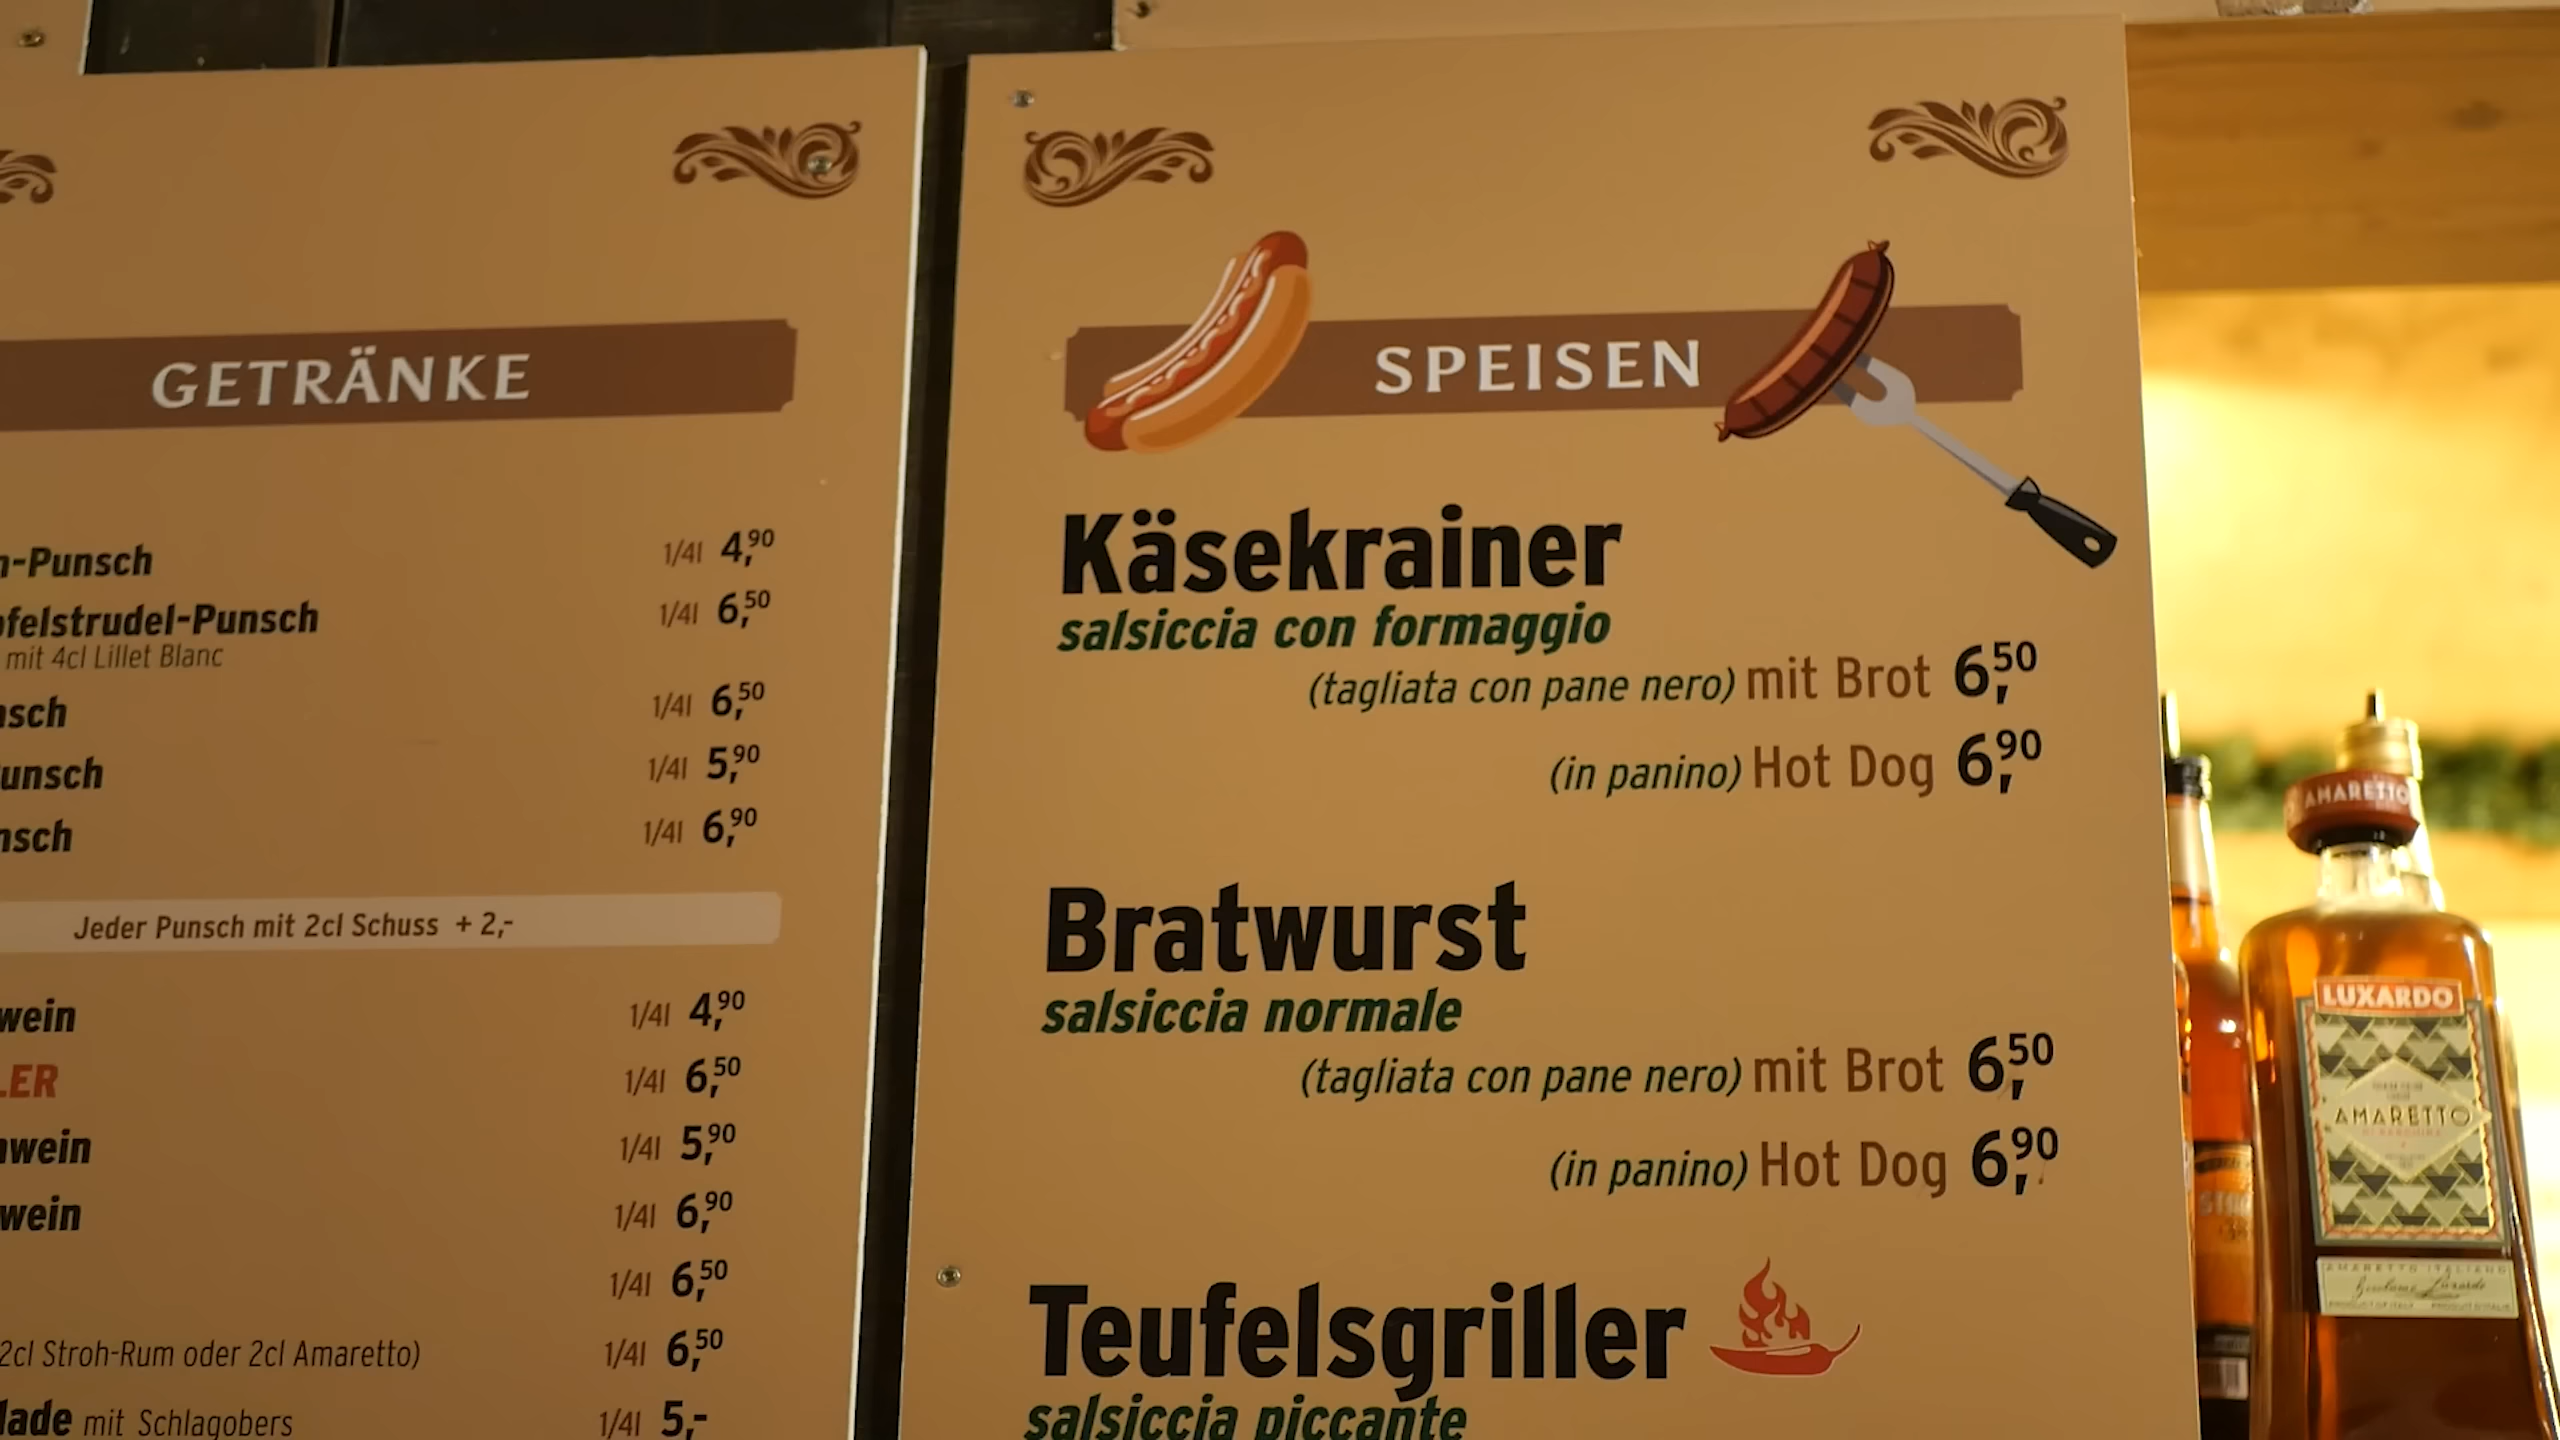 GETRÄNKE
-Punsch 1/4l 4,90
felstrudel-Punsch 1/4l 6,50
mit 4cl Lillet Blanc
nsch 1/4l 6,50
unsch 1/4l 5,90
nsch 1/4l 6,90
Jeder Punsch mit 2cl Schuss + 2,-
wein 1/4l 4,90
LER 1/4l 6,50
wein 1/4l 5,90
wein 1/4l 6,90
1/4l 6,50
2cl Stroh-Rum oder 2cl Amaretto) 1/4l 6,50
lade mit Schlagobers 1/4l 5,-
SPEISEN
Käsekrainer
salsiccia con formaggio
(tagliata con pane nero) mit Brot 6,50
(in panino) Hot Dog 6,90
Bratwurst
salsiccia normale
(tagliata con pane nero) mit Brot 6,50
(in panino) Hot Dog 6,90
Teufelsgriller
salsiccia piccante
AMARETTO
LUXARDO
AMARETTO
AMARETTO ITALIANO